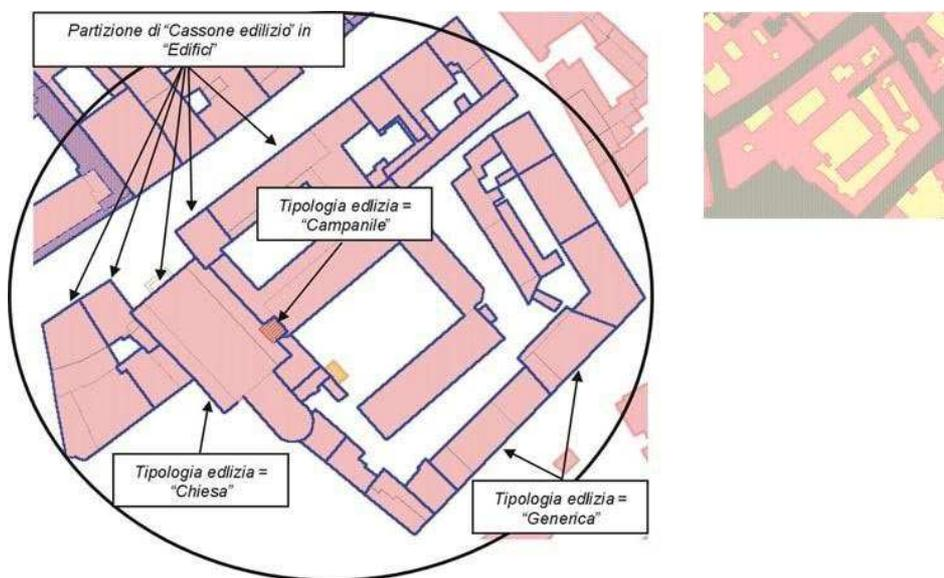 Partizione di “Cassone edilizio” in
“Edifici”
Tipologia edlizia =
“Campanile”
Tipologia edlizia =
“Chiesa”
Tipologia edlizia =
“Generica”